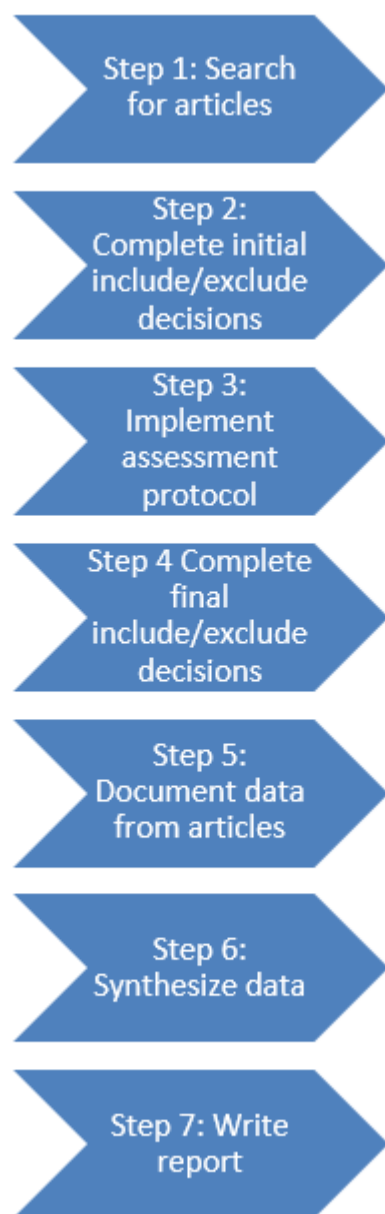 Step 1: Search
for articles
Step 2:
Complete initial
include/exclude
decisions
Step 3:
Implement
assessment
protocol
Step 4 Complete
final
include/exclude
decisions
Step 5:
Document data
from articles
Step 6:
Synthesize data
Step 7: Write
report